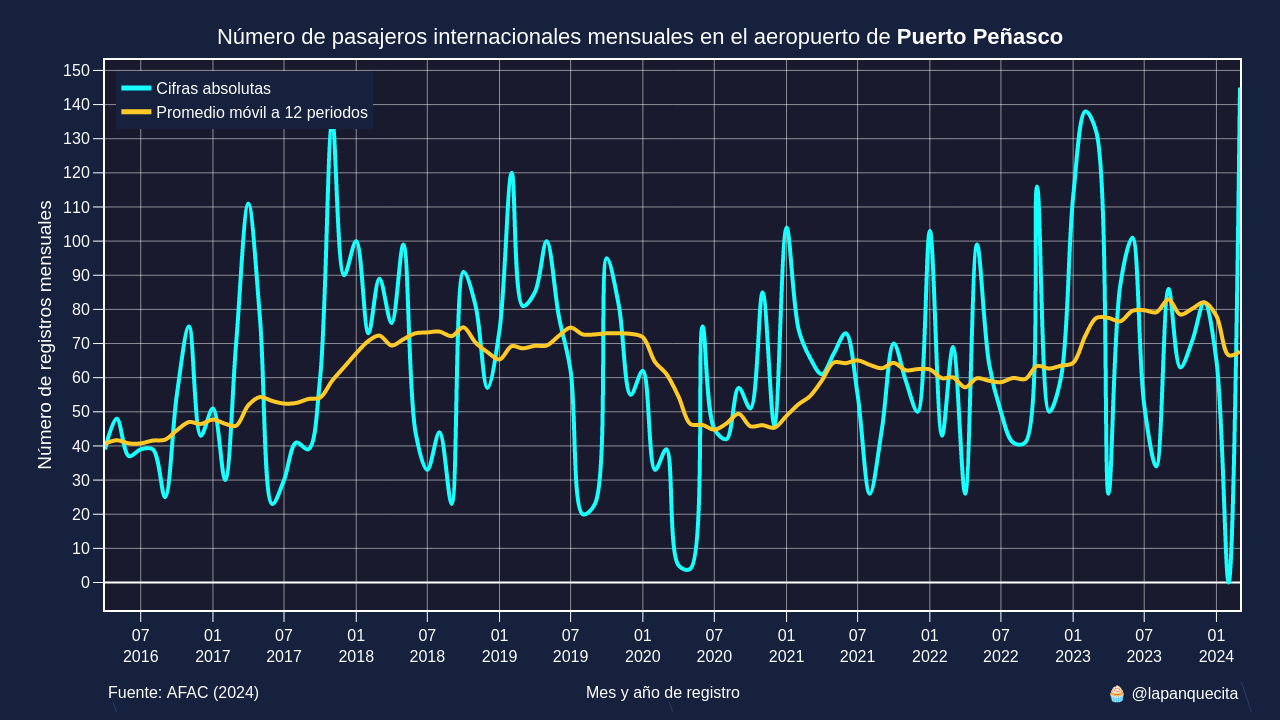 Número de pasajeros internacionales mensuales en el aeropuerto de Puerto Peñasco
Cifras absolutas
Promedio móvil a 12 periodos
Número de registros mensuales
150
140
130
120
110
100
90
80
70
60
50
40
30
20
10
0
07 01 07 01 07 01 07 01 07 01 07 01 07 01 07 01
2016 2017 2017 2018 2018 2019 2019 2020 2020 2021 2021 2022 2022 2023 2023 2024
Fuente: AFAC (2024)
Mes y año de registro
🧁 @lapanquecita